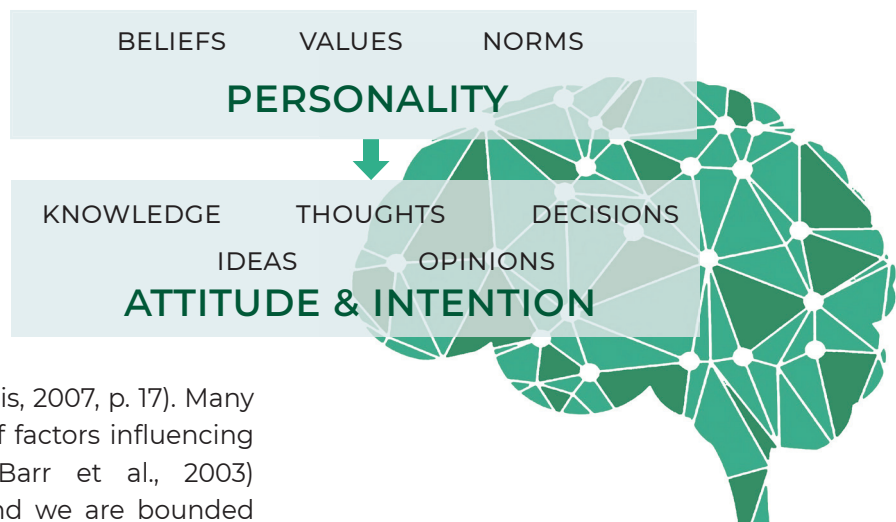 BELIEFS VALUES NORMS
PERSONALITY
KNOWLEDGE THOUGHTS DECISIONS
IDEAS OPINIONS
ATTITUDE & INTENTION
is, 2007, p. 17). Many
f factors influencing
Barr et al., 2003)
nd we are bounded